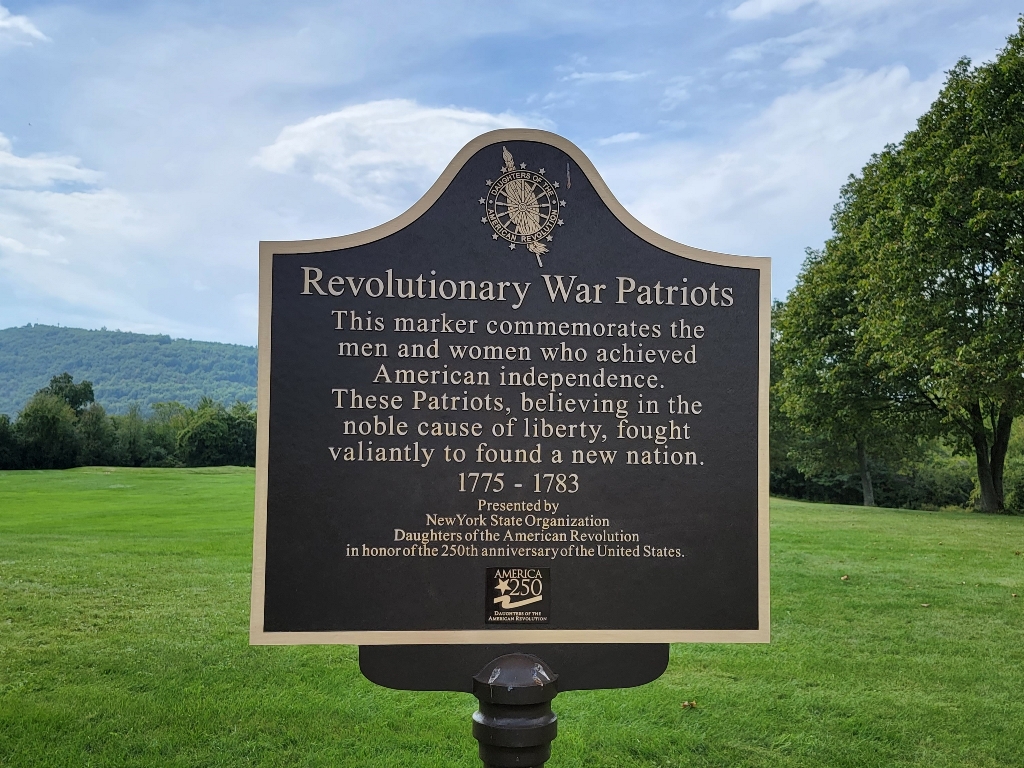 DAUGHTERS OF THE
AMERICAN REVOLUTION
Revolutionary War Patriots
This marker commemorates the
men and women who achieved
American independence.
These Patriots, believing in the
noble cause of liberty, fought
valiantly to found a new nation.
1775 - 1783
Presented by
New York State Organization
Daughters of the American Revolution
in honor of the 250th anniversary of the United States.
AMERICA
250
DAUGHTERS OF THE
AMERICAN REVOLUTION